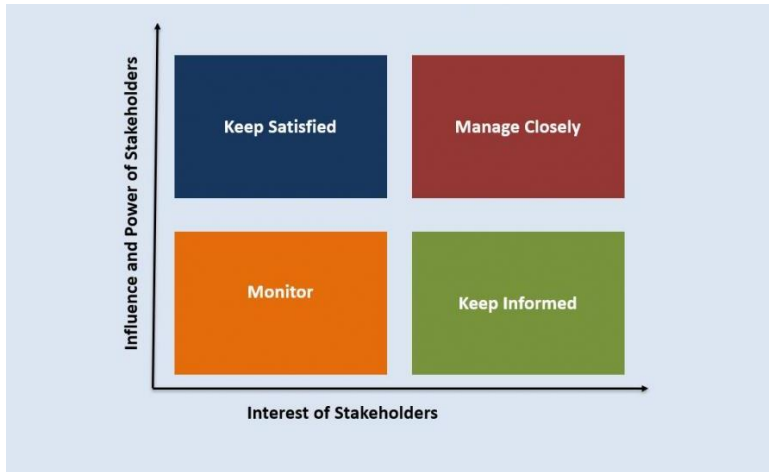 Influence and Power of Stakeholders
Keep Satisfied
Manage Closely
Monitor
Keep Informed
Interest of Stakeholders